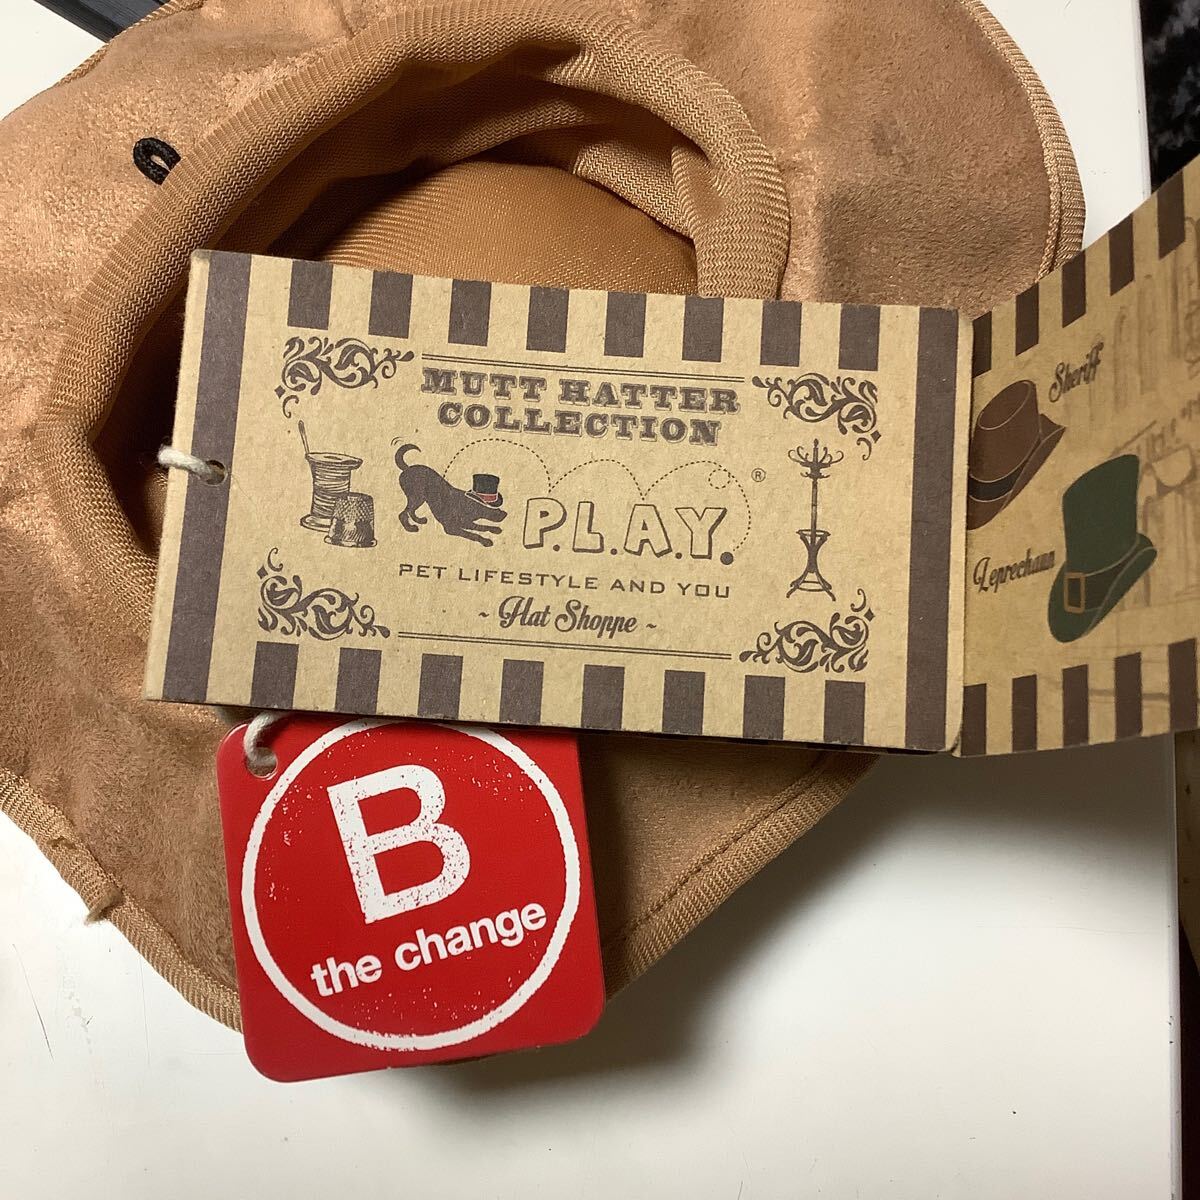 MUTT HATTER
COLLECTION
P.L.A.Y.®
PET LIFESTYLE AND YOU
~ Hat Shoppe ~
Sheriff
Leprechaun
B
the change